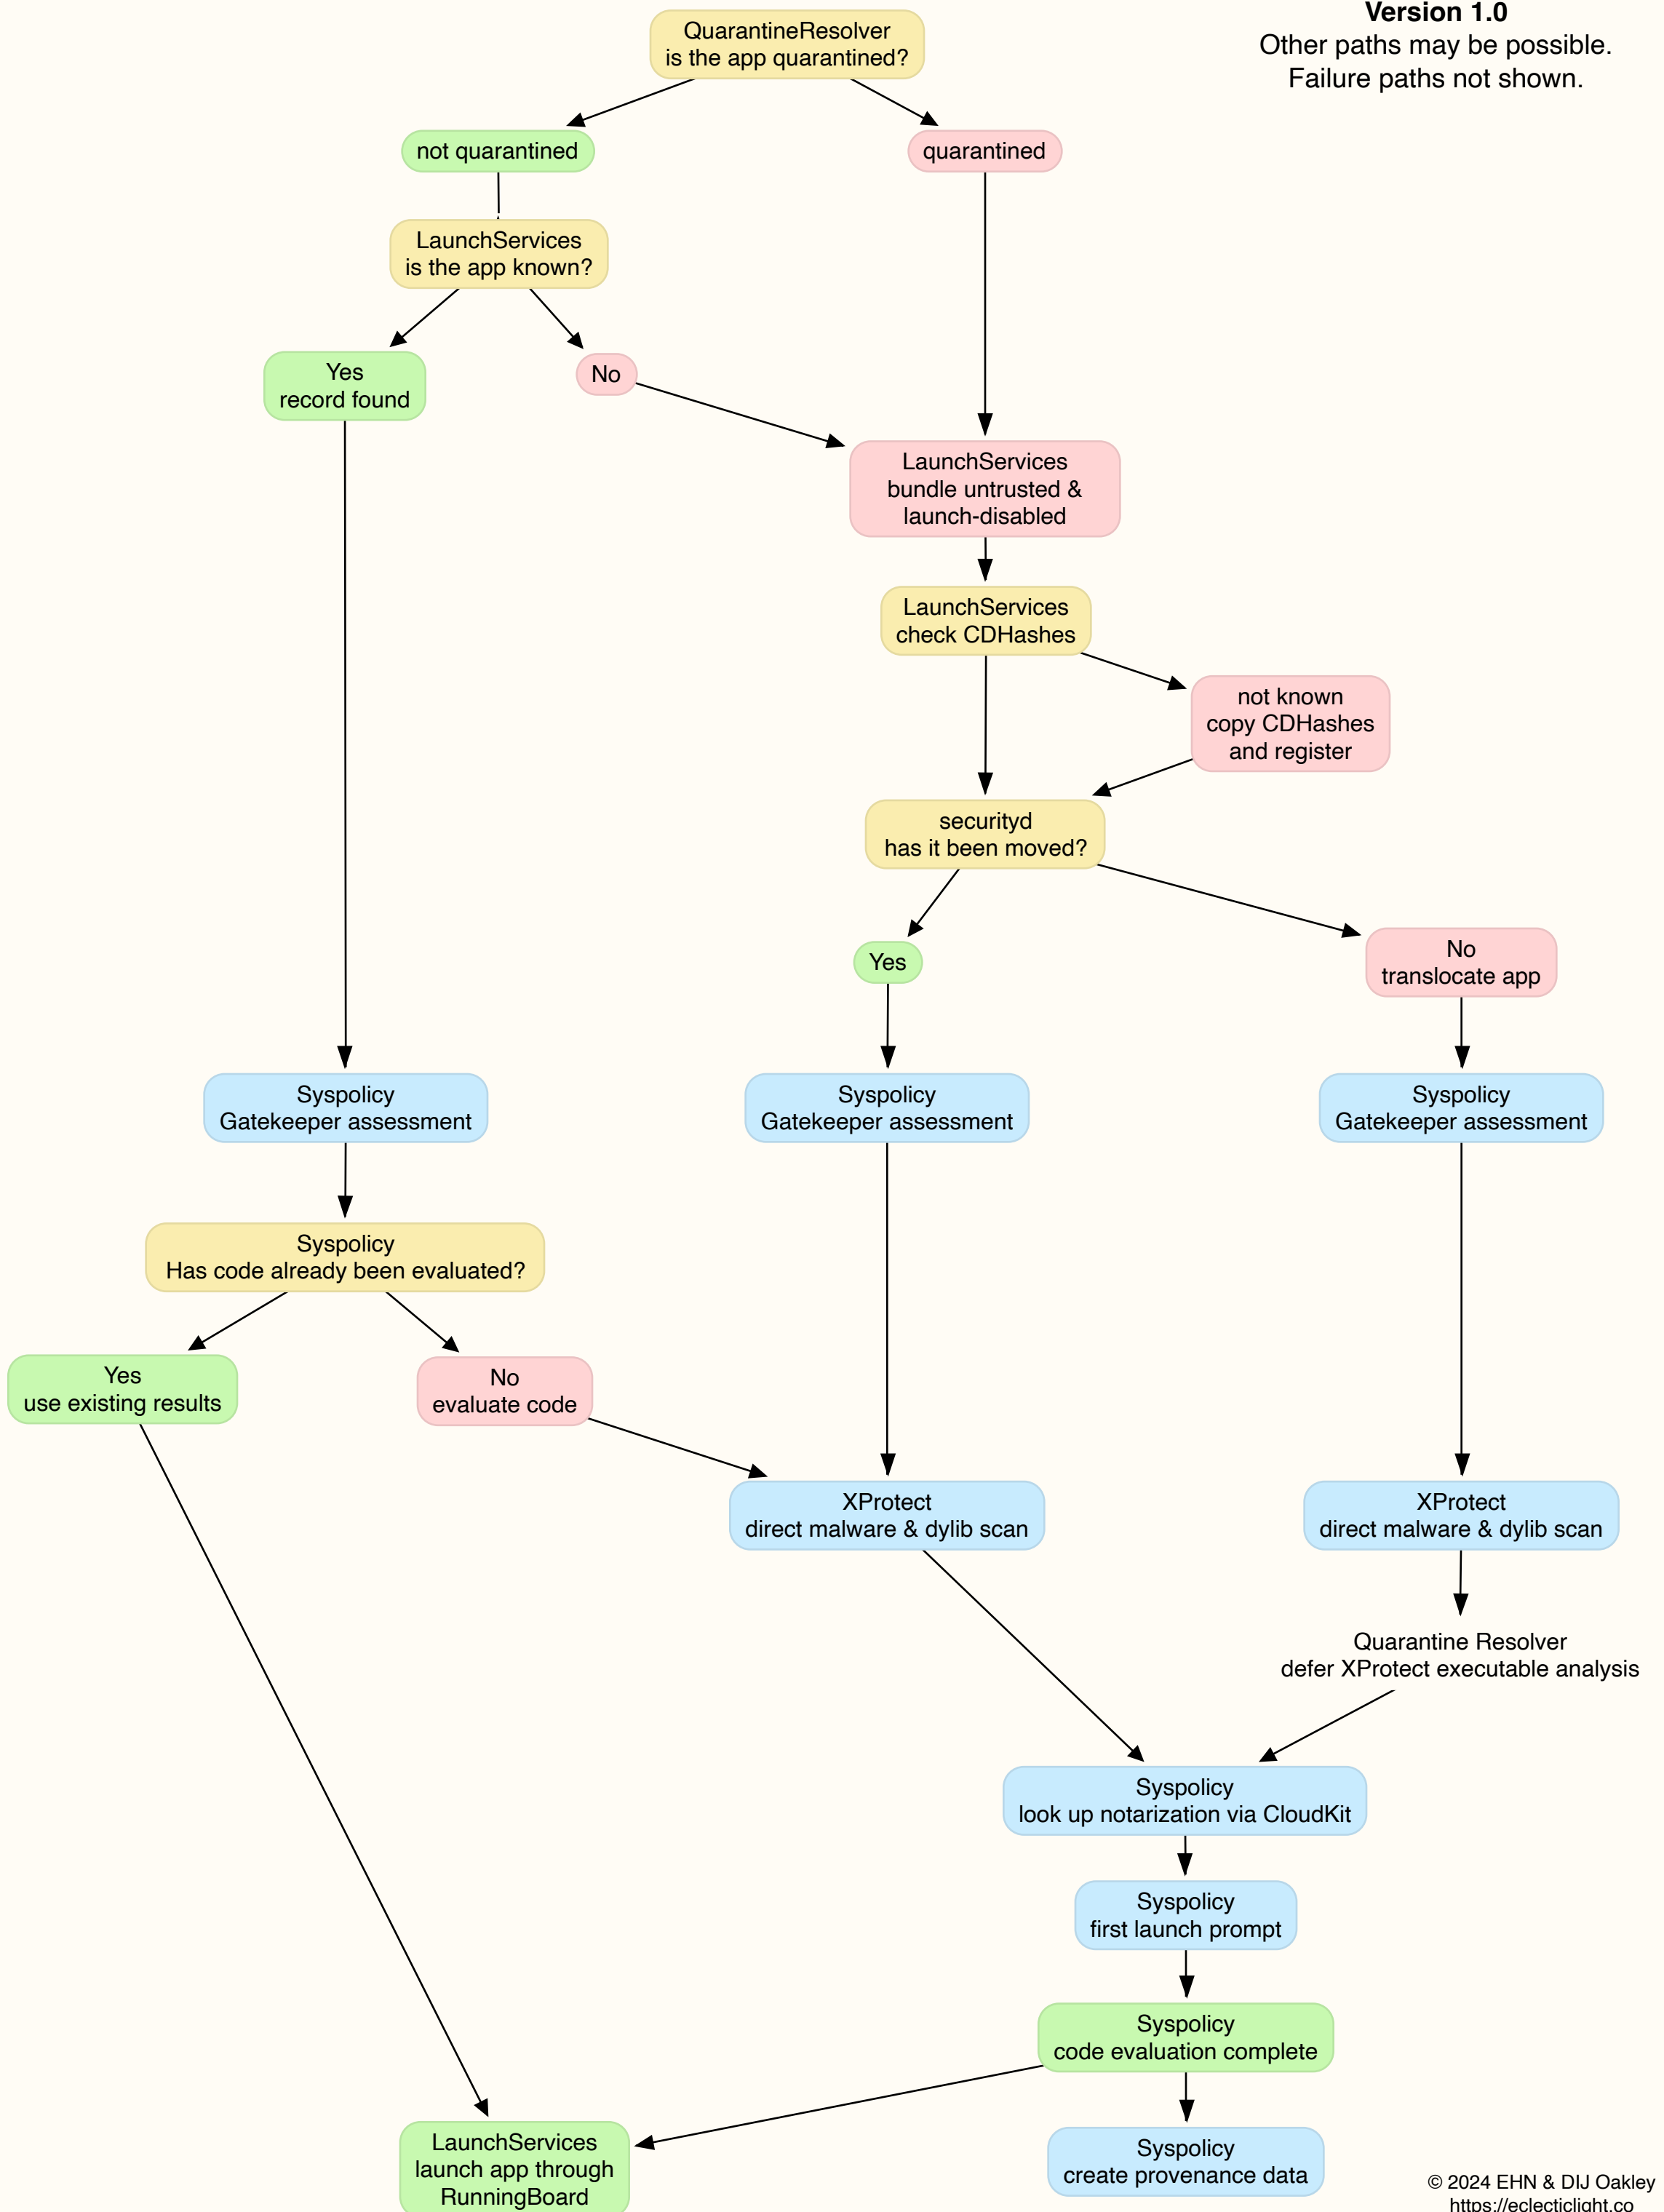 Version 1.0
Other paths may be possible.
Failure paths not shown.
QuarantineResolver
is the app quarantined?
not quarantined
quarantined
LaunchServices
is the app known?
Yes
record found
No
LaunchServices
bundle untrusted &
launch-disabled
LaunchServices
check CDHashes
not known
copy CDHashes
and register
securityd
has it been moved?
Yes
No
translocate app
Syspolicy
Gatekeeper assessment
Syspolicy
Gatekeeper assessment
Syspolicy
Gatekeeper assessment
Syspolicy
Has code already been evaluated?
Yes
use existing results
No
evaluate code
XProtect
direct malware & dylib scan
XProtect
direct malware & dylib scan
Quarantine Resolver
defer XProtect executable analysis
Syspolicy
look up notarization via CloudKit
Syspolicy
first launch prompt
Syspolicy
code evaluation complete
LaunchServices
launch app through
RunningBoard
Syspolicy
create provenance data
© 2024 EHN & DIJ Oakley
https://eclecticlight.co